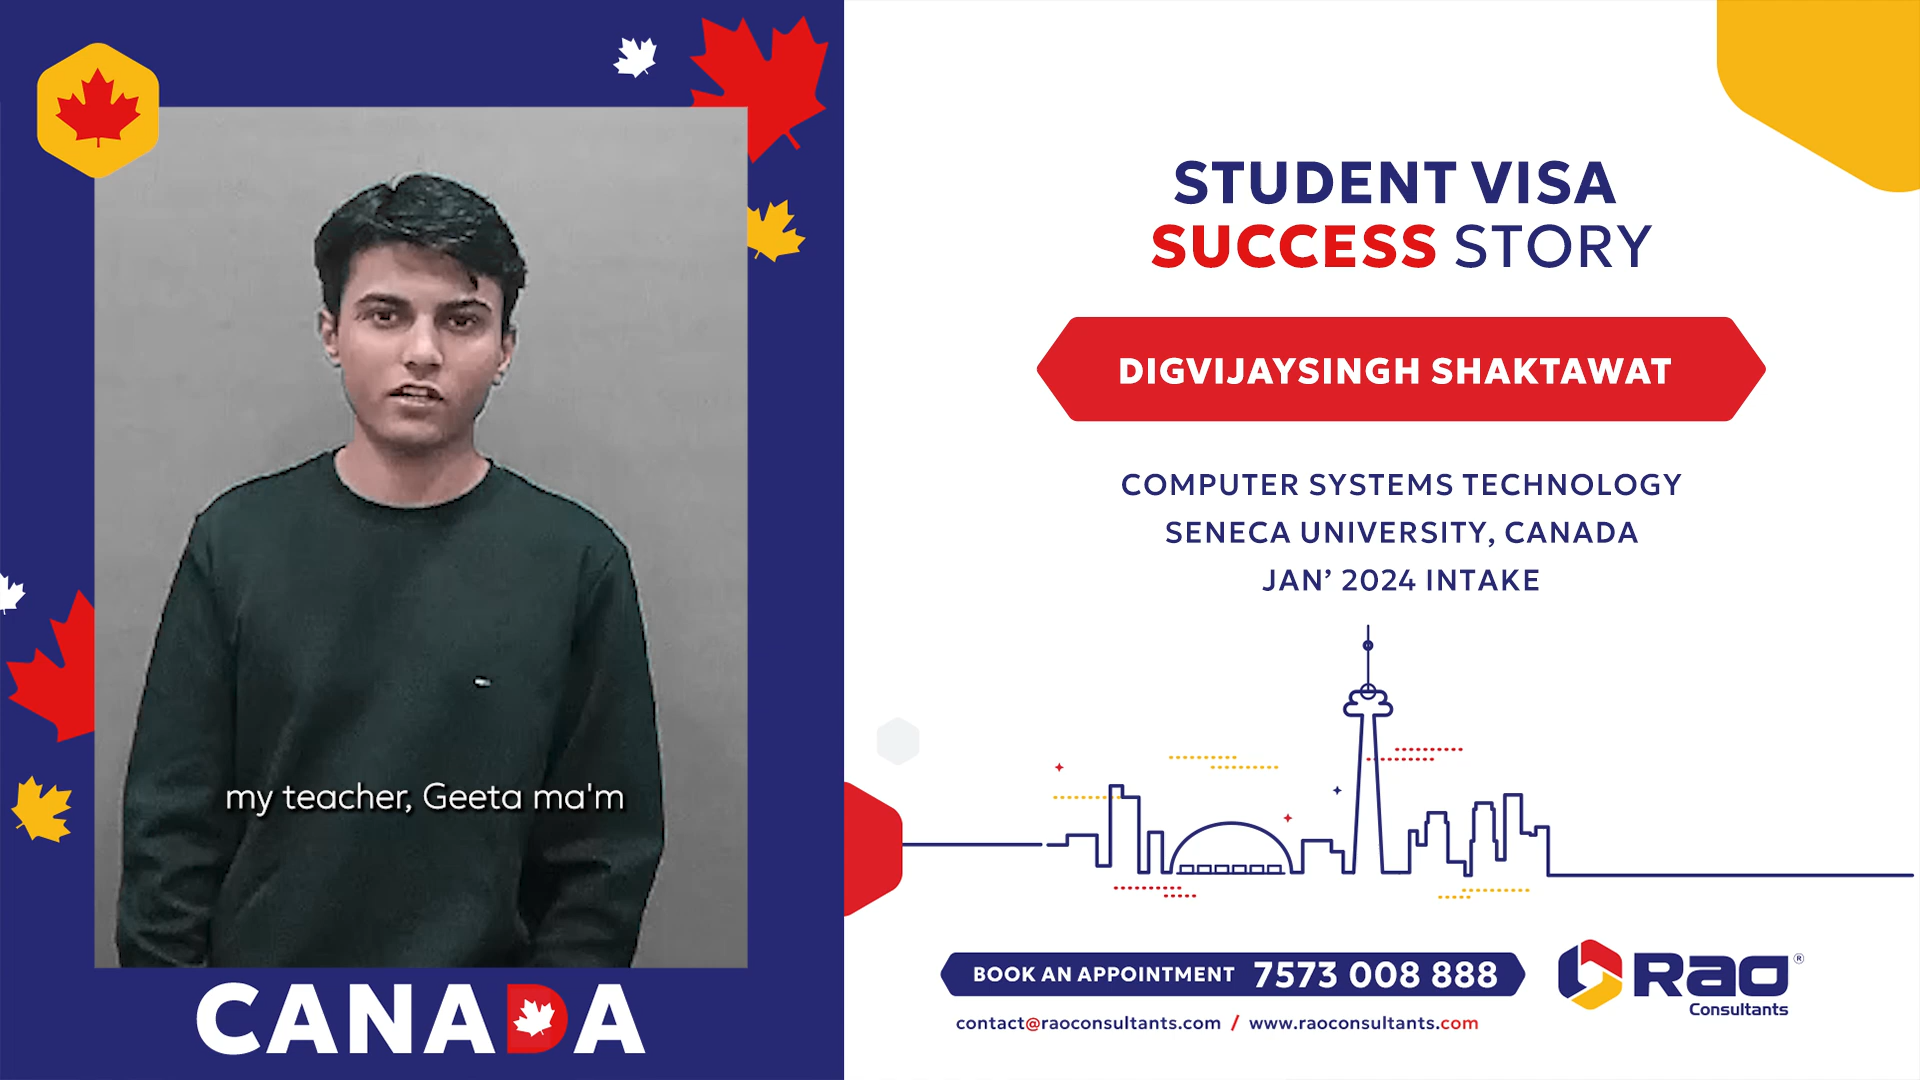 my teacher, Geeta ma'm
CANADA
STUDENT VISA
SUCCESS STORY
DIGVIJAYSINGH SHAKTAWAT
COMPUTER SYSTEMS TECHNOLOGY
SENECA UNIVERSITY, CANADA
JAN’ 2024 INTAKE
BOOK AN APPOINTMENT 7573 008 888
contact@raoconsultants.com / www.raoconsultants.com
Rao®
Consultants